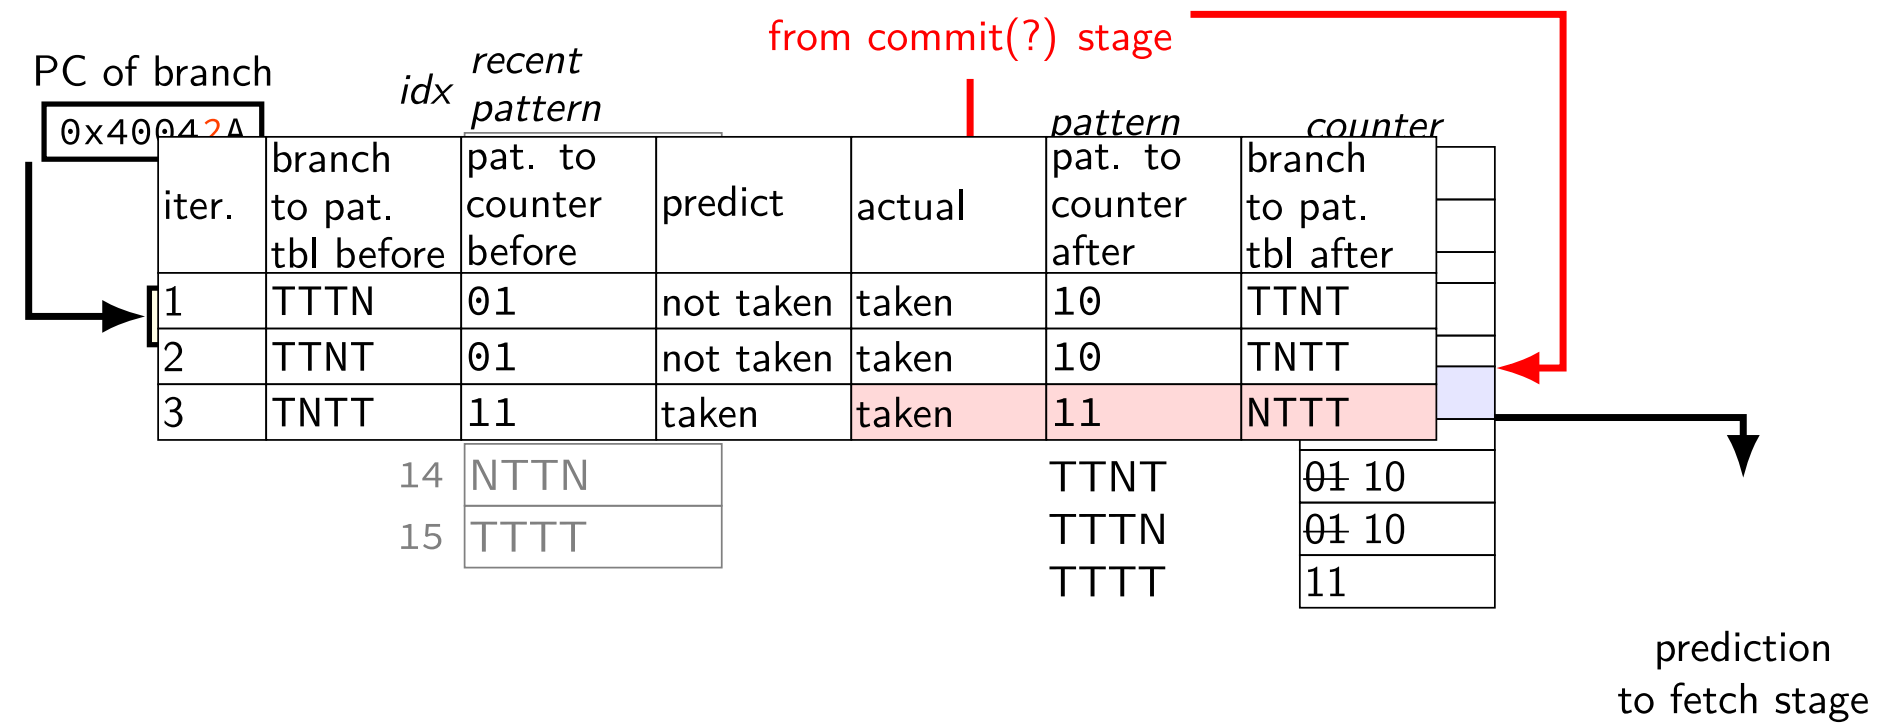 from commit(?) stage
PC of branch
idx
recent
pattern
0x40042A
pattern
counter
iter.
branch
to pat.
tbl before
pat. to
counter
before
predict
actual
pat. to
counter
after
branch
to pat.
tbl after
1 TTTN 01 not taken taken 10 TTNT
2 TTNT 01 not taken taken 10 TNTT
3 TNTT 11 taken taken 11 NTTT
14 NTTN TTNT 01 10
15 TTTT TTTN 01 10
TTTT 11
prediction
to fetch stage